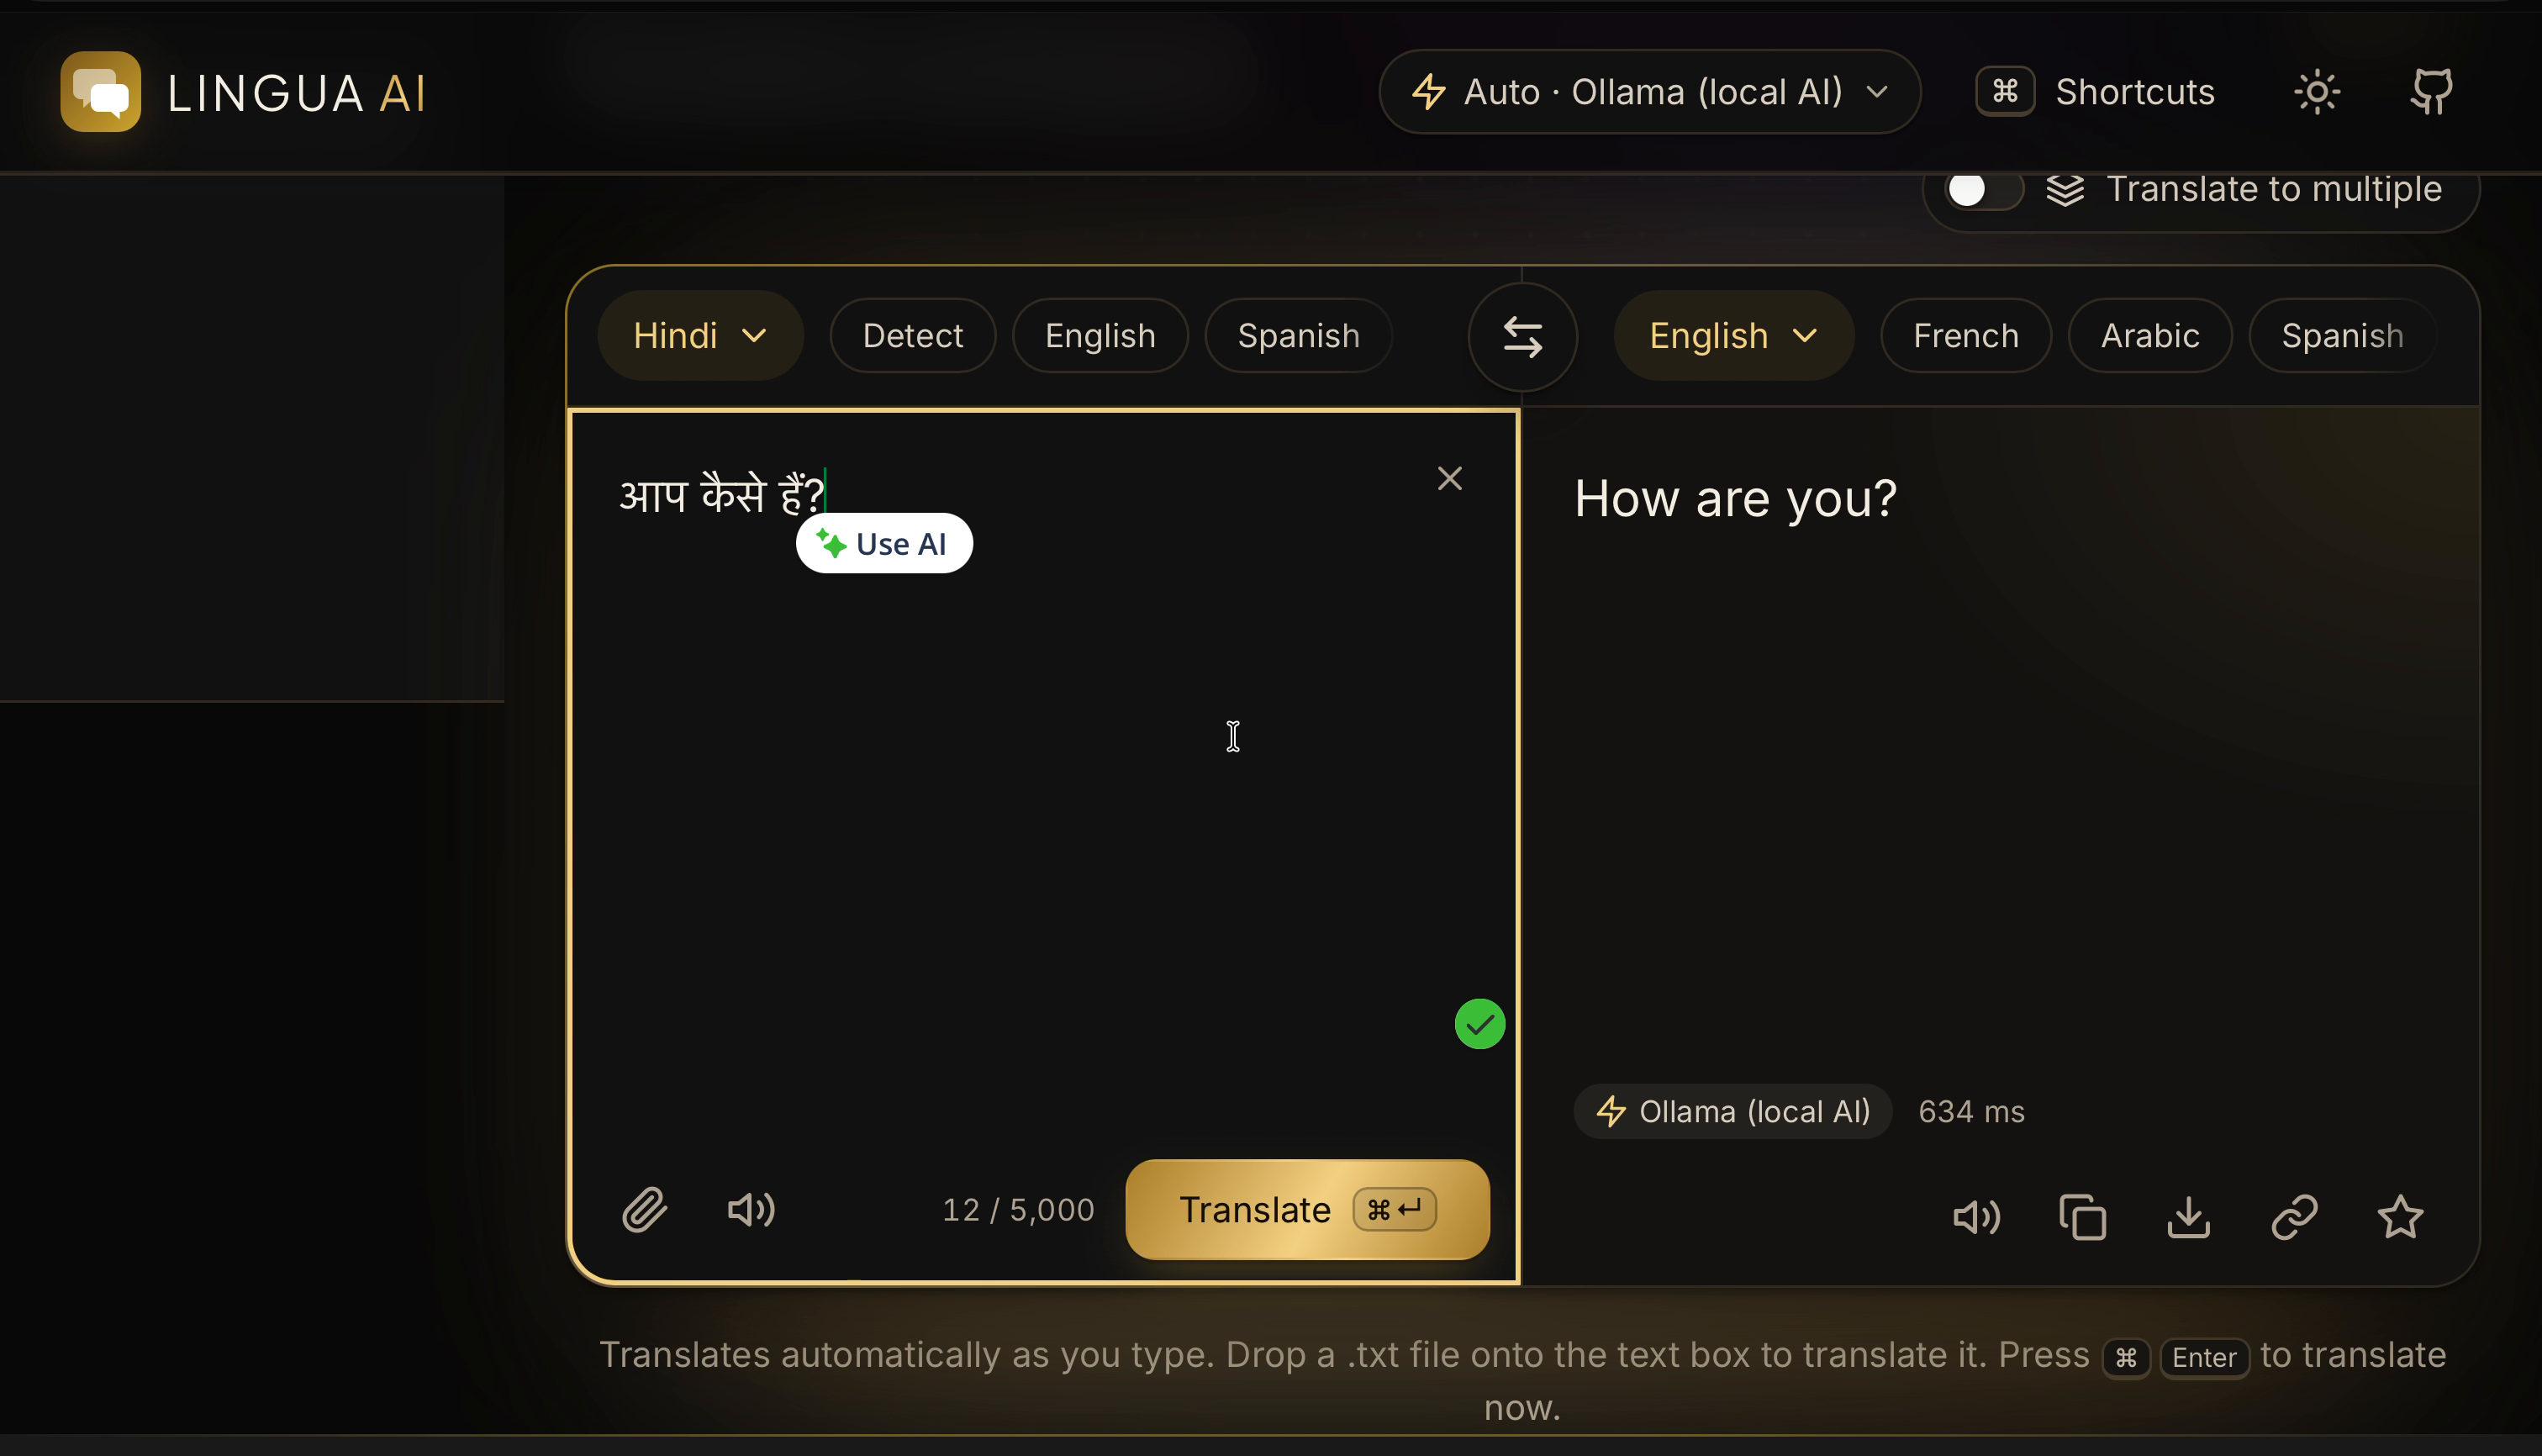 LINGUA AI
Auto · Ollama (local AI)
⌘ Shortcuts
Translate to multiple
Hindi
Detect
English
Spanish
English
French
Arabic
Spanish
आप कैसे हैं?
Use AI
How are you?
Ollama (local AI)
634 ms
12 / 5,000
Translate ⌘ ↵
Translates automatically as you type. Drop a .txt file onto the text box to translate it. Press ⌘ Enter to translate
now.